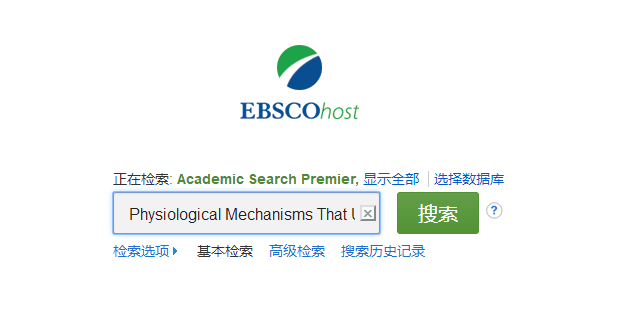 EBSCOhost
正在检索: Academic Search Premier, 显示全部 选择数据库
Physiological Mechanisms That 搜索 ?
检索选项 基本检索 高级检索 搜索历史记录